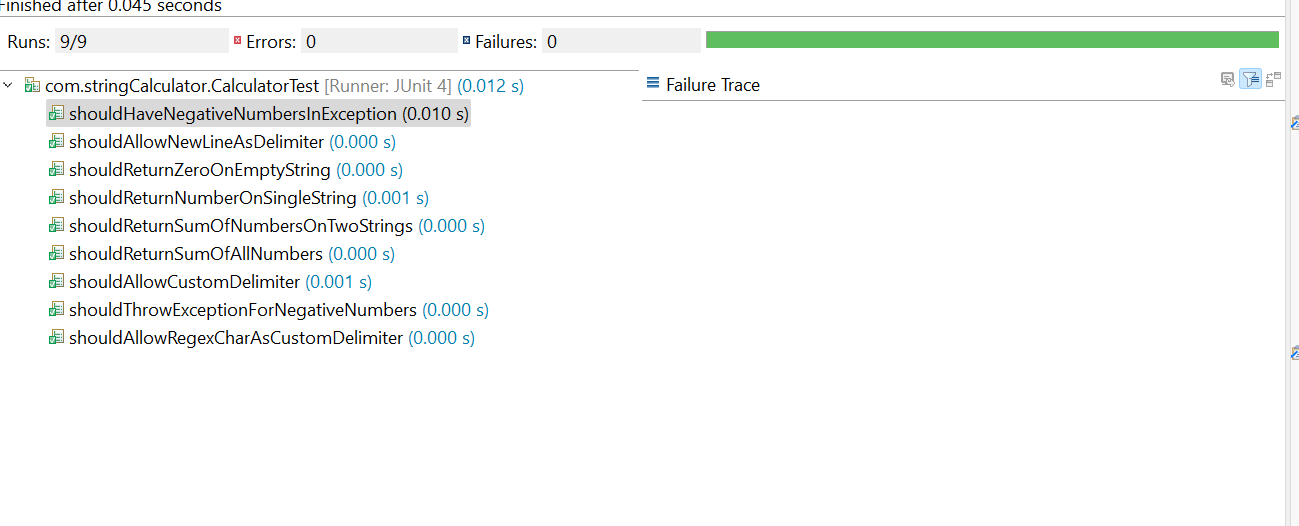 Finished after 0.045 seconds
Runs: 9/9 Errors: 0 Failures: 0
com.stringCalculator.CalculatorTest [Runner: JUnit 4] (0.012 s)
Failure Trace
shouldHaveNegativeNumbersInException (0.010 s)
shouldAllowNewLineAsDelimiter (0.000 s)
shouldReturnZeroOnEmptyString (0.000 s)
shouldReturnNumberOnSingleString (0.001 s)
shouldReturnSumOfNumbersOnTwoStrings (0.000 s)
shouldReturnSumOfAllNumbers (0.000 s)
shouldAllowCustomDelimiter (0.001 s)
shouldThrowExceptionForNegativeNumbers (0.000 s)
shouldAllowRegexCharAsCustomDelimiter (0.000 s)